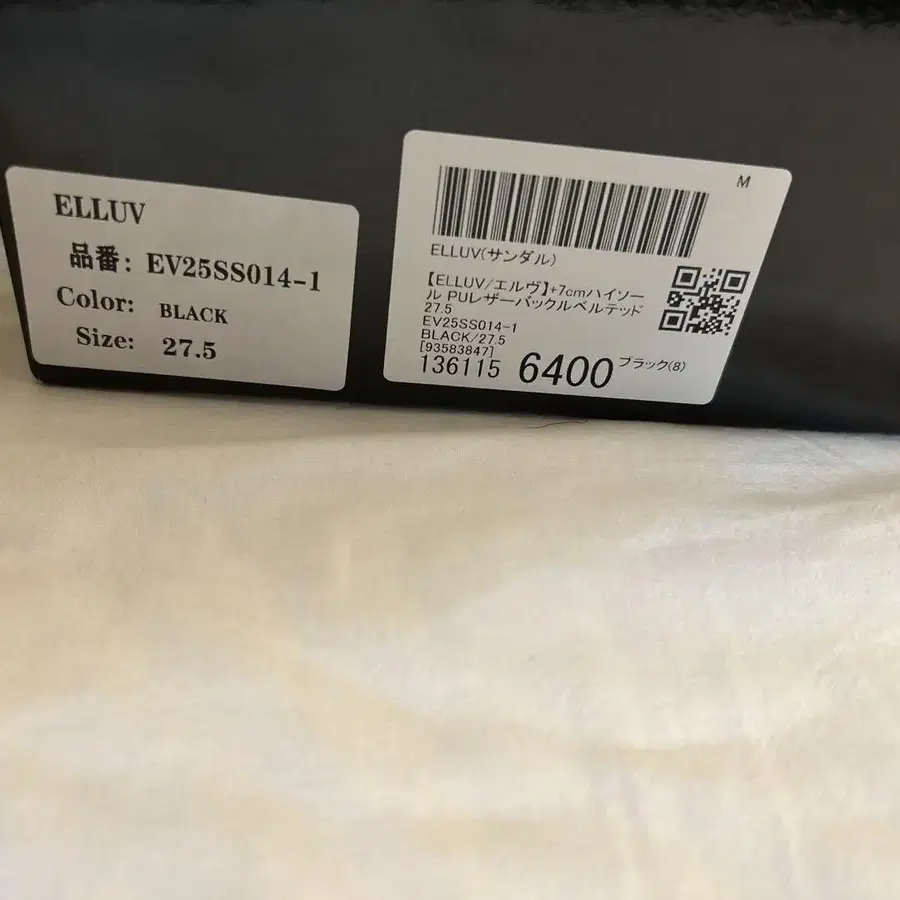 ELLUV
品番: EV25SS014-1
Color: BLACK
Size: 27.5
M
ELLUV(サンダル)
【ELLUV/エルヴ】+7cmハイソー
ル PUレザーバックルベルテッド
27.5
EV25SS014-1
BLACK/27.5
[93583847]
136115 6400 ブラック(8)